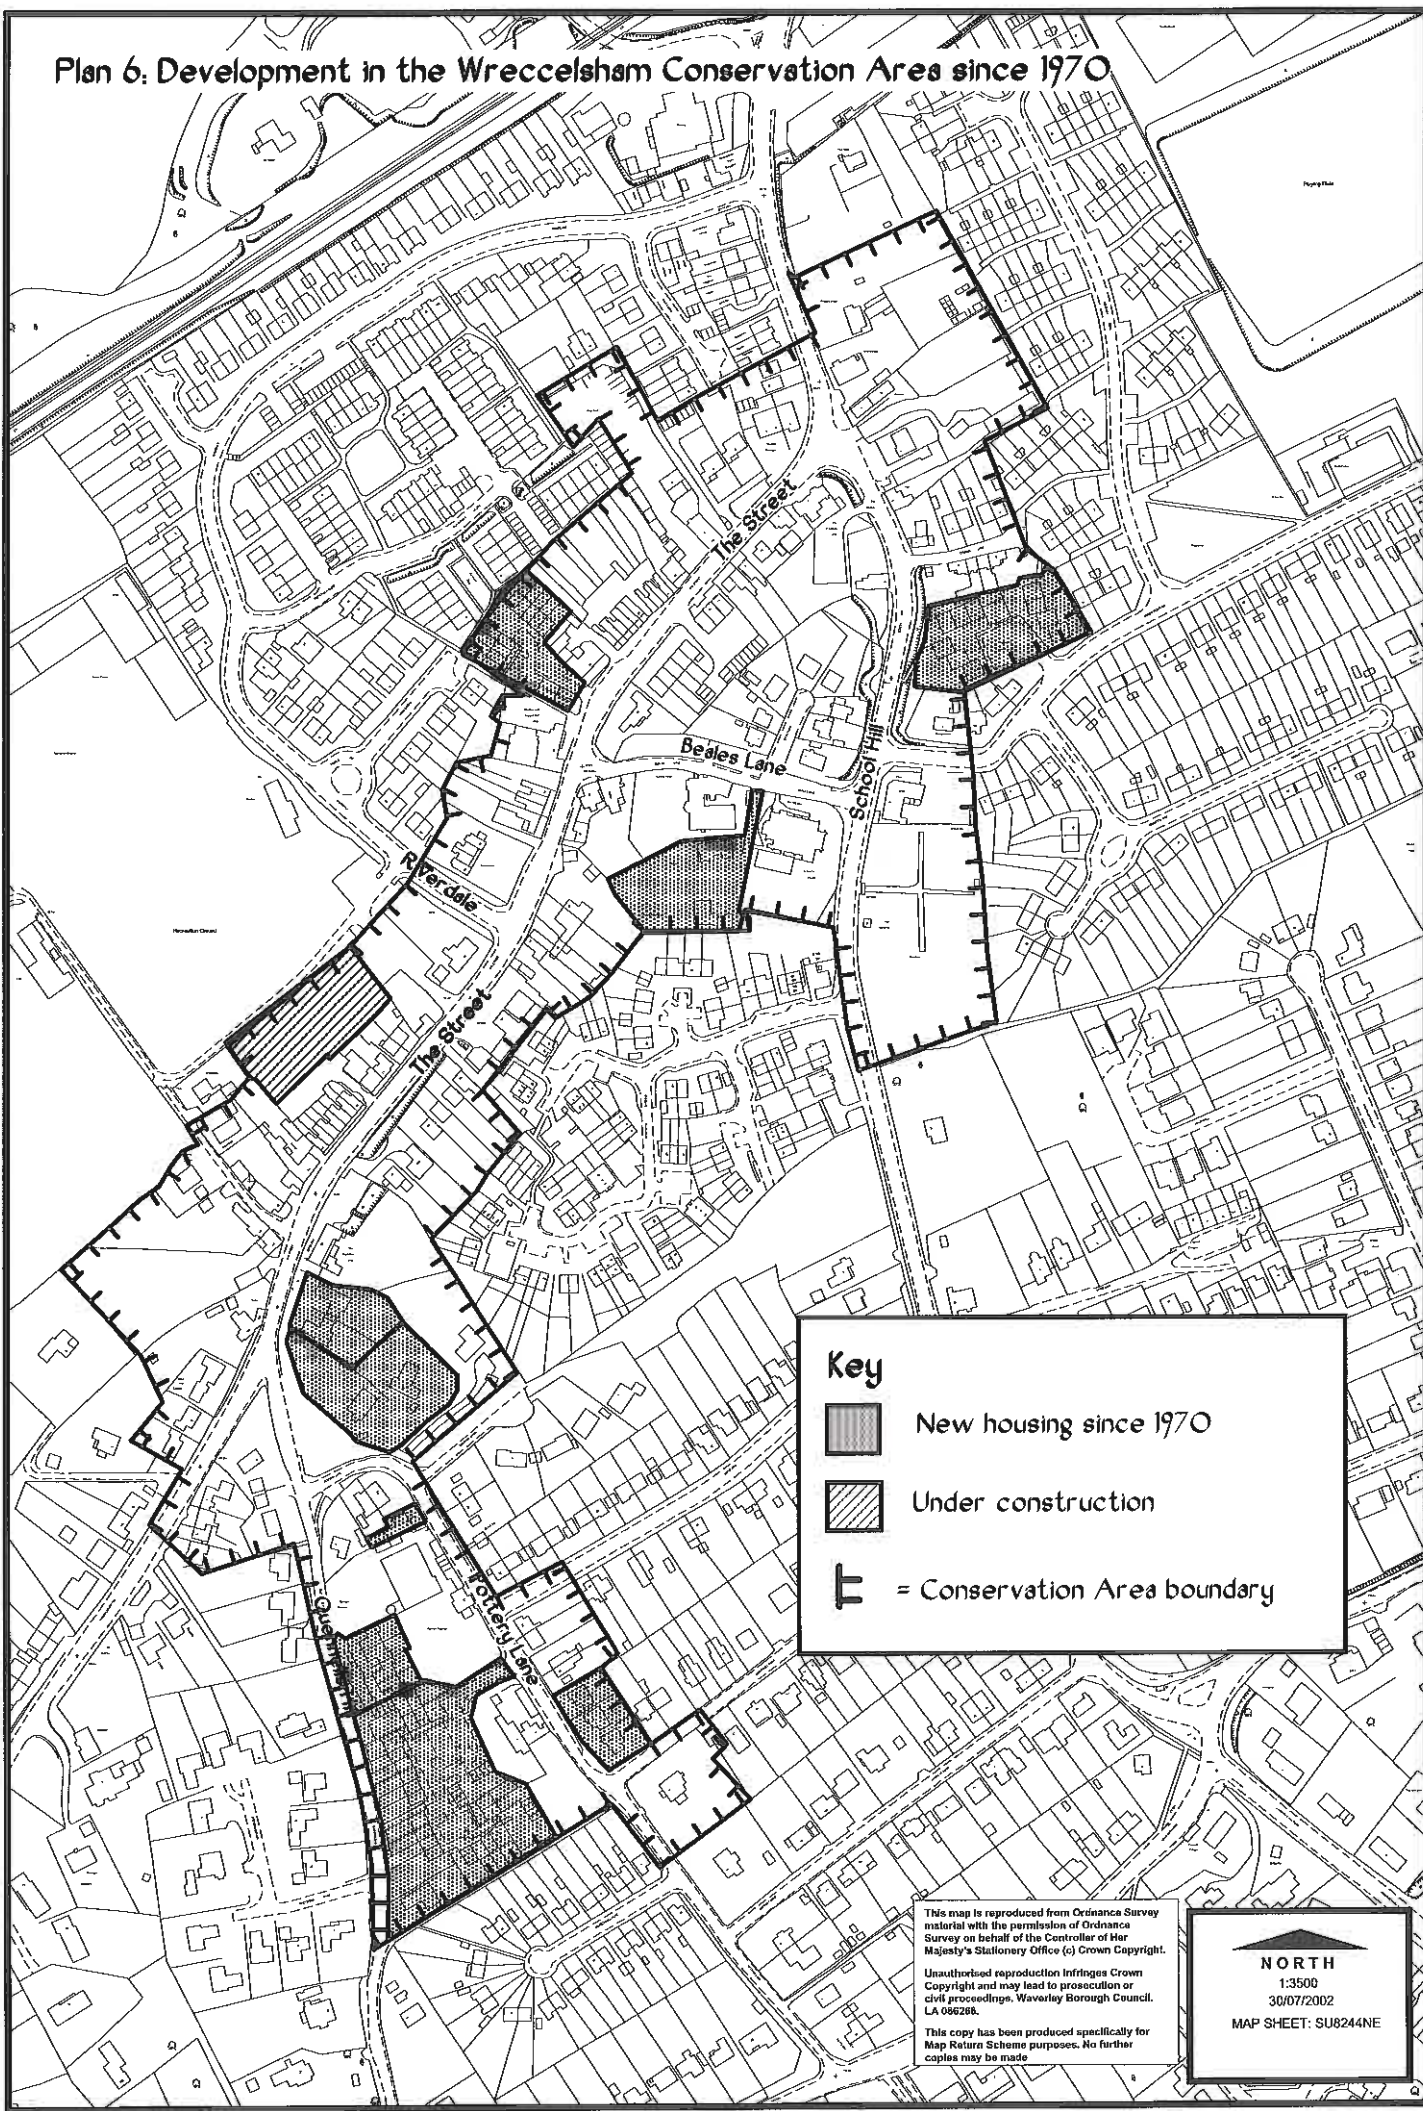 Plan 6: Development in the Wreccelsham Conservation Area since 1970
Playing Fields
The Street
Beales Lane
School Hill
Riverdale
Recreation Ground
The Street
Key
New housing since 1970
Under construction
= Conservation Area boundary
Pottery Lane
This map is reproduced from Ordnance Survey
material with the permission of Ordnance
Survey on behalf of the Controller of Her
Majesty's Stationery Office (c) Crown Copyright.
Unauthorised reproduction infringes Crown
Copyright and may lead to prosecution or
civil proceedings. Waverley Borough Council.
LA 086266.
This copy has been produced specifically for
Map Return Scheme purposes. No further
copies may be made
NORTH
1:3500
30/07/2002
MAP SHEET: SU8244NE